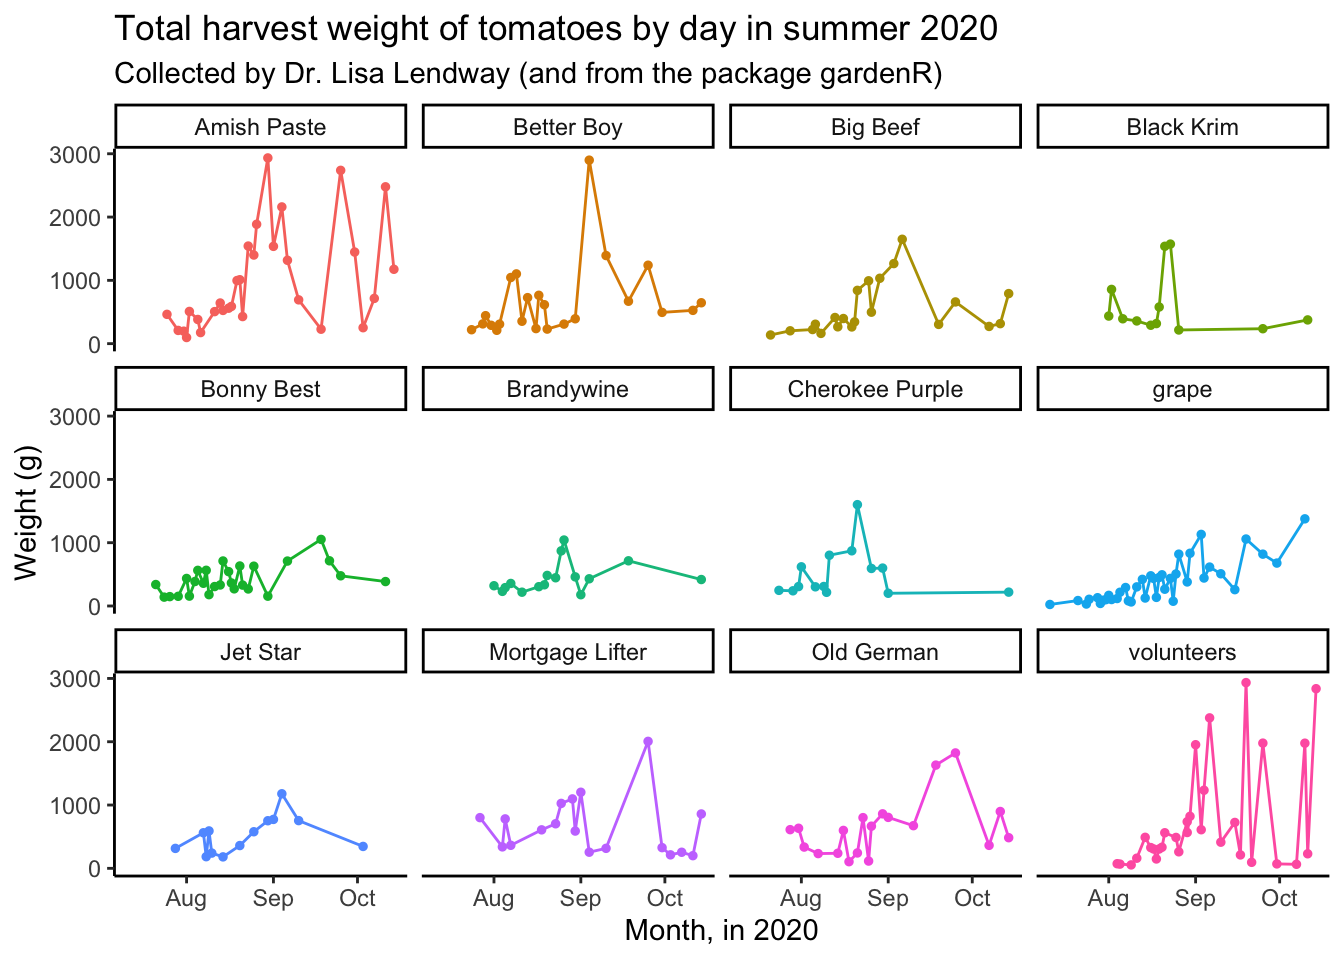 Total harvest weight of tomatoes by day in summer 2020
Collected by Dr. Lisa Lendway (and from the package gardenR)
Amish Paste
Better Boy
Big Beef
Black Krim
3000
2000
1000
0
Bonny Best
Brandywine
Cherokee Purple
grape
3000
2000
1000
0
Weight (g)
Jet Star
Mortgage Lifter
Old German
volunteers
3000
2000
1000
0
Aug Sep Oct
Aug Sep Oct
Aug Sep Oct
Aug Sep Oct
Month, in 2020